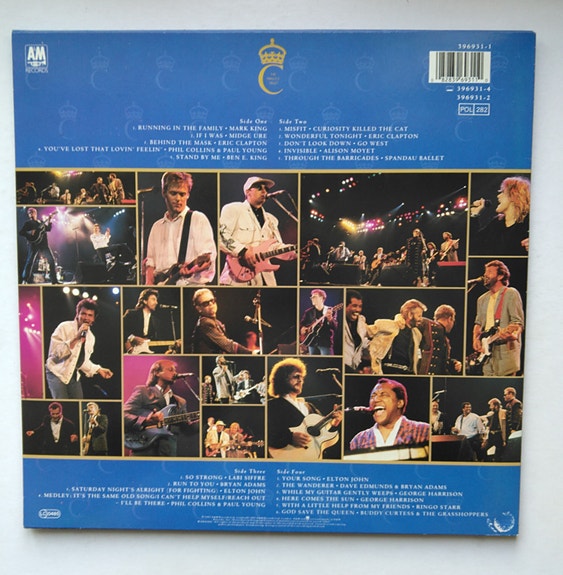 A&M
RECORDS
396931-1
396931-4
396931-2
POL 282
Side One
1. RUNNING IN THE FAMILY • MARK KING
2. IF I WAS • MIDGE URE
3. BEHIND THE MASK • ERIC CLAPTON
4. YOU'VE LOST THAT LOVIN' FEELIN' • PHIL COLLINS & PAUL YOUNG
5. STAND BY ME • BEN E. KING
Side Two
1. MISFIT • CURIOSITY KILLED THE CAT
2. WONDERFUL TONIGHT • ERIC CLAPTON
3. DON'T LOOK DOWN • GO WEST
4. INVISIBLE • ALISON MOYET
5. THROUGH THE BARRICADES • SPANDAU BALLET
Side Three
1. SO STRONG • LABI SIFFRE
2. RUN TO YOU • BRYAN ADAMS
3. SATURDAY NIGHT'S ALRIGHT (FOR FIGHTING) • ELTON JOHN
4. MEDLEY: IT'S THE SAME OLD SONG/I CAN'T HELP MYSELF/REACH OUT
I'LL BE THERE • PHIL COLLINS & PAUL YOUNG
Side Four
1. YOUR SONG • ELTON JOHN
2. THE WANDERER • DAVE EDMUNDS & BRYAN ADAMS
3. WHILE MY GUITAR GENTLY WEEPS • GEORGE HARRISON
4. HERE COMES THE SUN • GEORGE HARRISON
5. WITH A LITTLE HELP FROM MY FRIENDS • RINGO STARR
6. GOD SAVE THE QUEEN • BUDDY CURTESS & THE GRASSHOPPERS